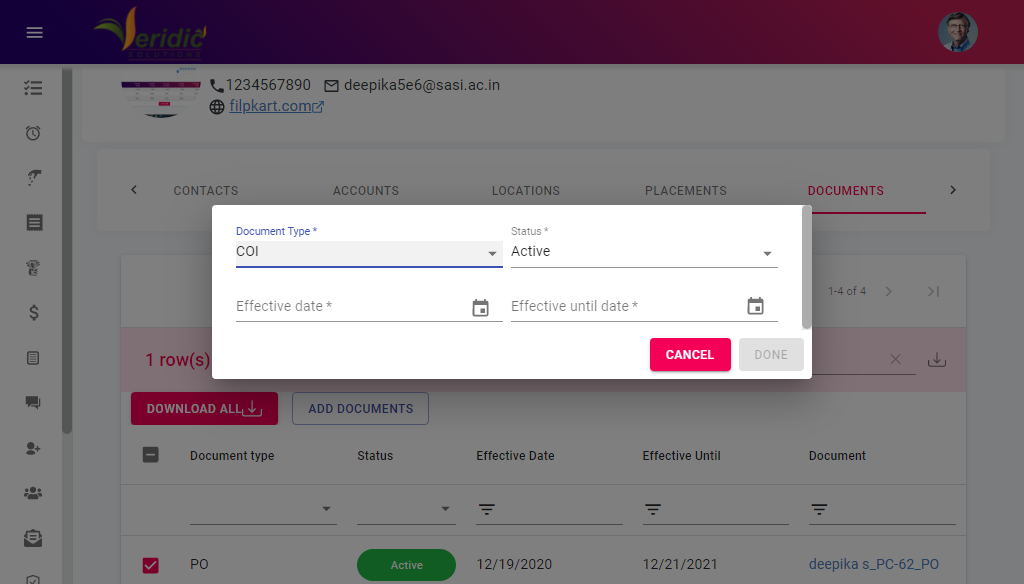 eridic
SOLUTIONS
1234567890 deepika5e6@sasi.ac.in
filpkart.com
CONTACTS ACCOUNTS LOCATIONS PLACEMENTS DOCUMENTS
Document Type * Status *
COI Active
1-4 of 4
Effective date * Effective until date *
1 row(s)
CANCEL DONE
DOWNLOAD ALL ADD DOCUMENTS
Document type Status Effective Date Effective Until Document
PO Active 12/19/2020 12/21/2021 deepika s_PC-62_PO